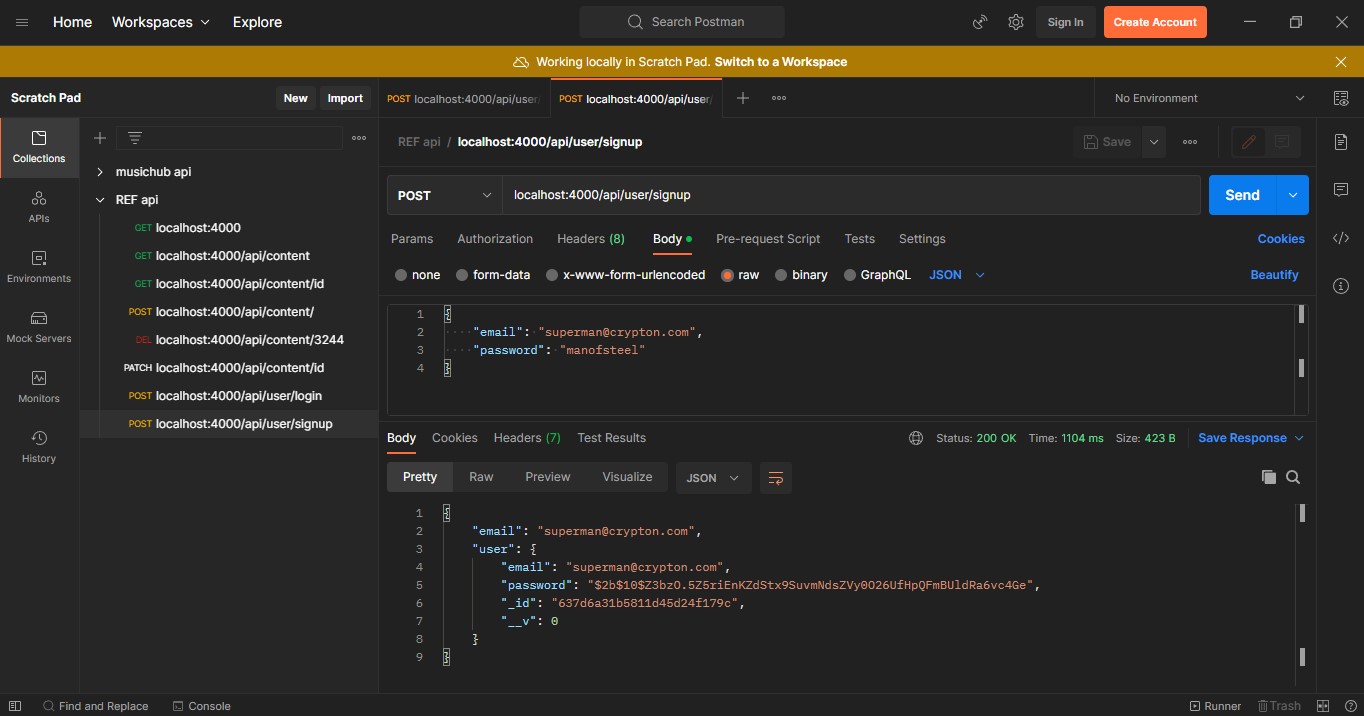 Home Workspaces Explore Search Postman Sign In Create Account
Working locally in Scratch Pad. Switch to a Workspace
Scratch Pad New Import POST localhost:4000/api/user/ POST localhost:4000/api/user/ No Environment
Collections
APIs
Environments
Mock Servers
Monitors
History
musichub api
REF api
GET localhost:4000
GET localhost:4000/api/content
GET localhost:4000/api/content/id
POST localhost:4000/api/content/
DEL localhost:4000/api/content/3244
PATCH localhost:4000/api/content/id
POST localhost:4000/api/user/login
POST localhost:4000/api/user/signup
REF api / localhost:4000/api/user/signup Save
POST localhost:4000/api/user/signup Send
Params Authorization Headers (8) Body Pre-request Script Tests Settings Cookies
none form-data x-www-form-urlencoded raw binary GraphQL JSON Beautify
1 {
2 "email": "superman@crypton.com",
3 "password": "manofsteel"
4 }
Body Cookies Headers (7) Test Results Status: 200 OK Time: 1104 ms Size: 423 B Save Response
Pretty Raw Preview Visualize JSON
1 {
2 "email": "superman@crypton.com",
3 "user": {
4 "email": "superman@crypton.com",
5 "password": "$2b$10$Z3bzO.5Z5riEnKZdStx9SuvmNdsZVy0O26UfHpQFmBUldRa6vc4Ge",
6 "_id": "637d6a31b5811d45d24f179c",
7 "__v": 0
8 }
9 }
Find and Replace Console Runner Trash